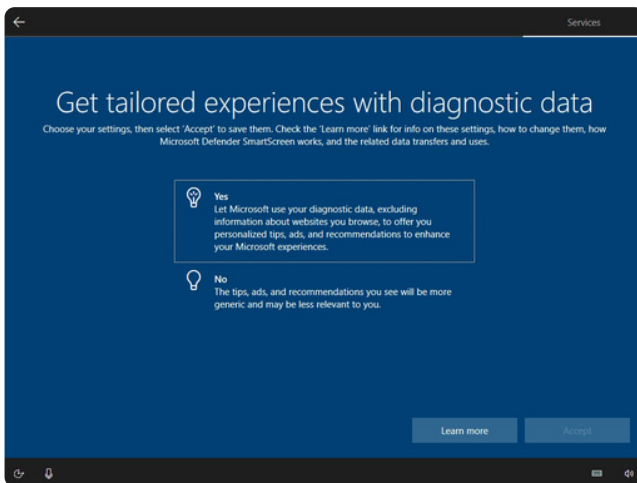 Services
Get tailored experiences with diagnostic data
Choose your settings, then select 'Accept' to save them. Check the 'Learn more' link for info on these settings, how to change them, how
Microsoft Defender SmartScreen works, and the related data transfers and uses.
Yes
Let Microsoft use your diagnostic data, excluding
information about websites you browse, to offer you
personalized tips, ads, and recommendations to enhance
your Microsoft experiences.
No
The tips, ads, and recommendations you see will be more
generic and may be less relevant to you.
Learn more
Accept